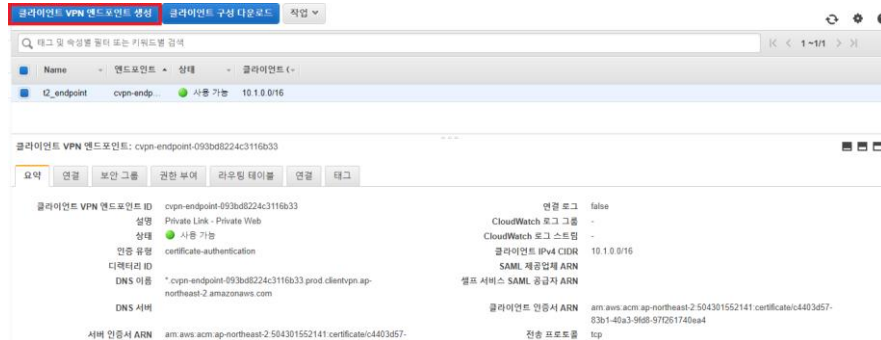 클라이언트 VPN 엔드포인트 생성 클라이언트 구성 다운로드 작업
태그 및 속성별 필터 또는 키워드별 검색 1 ~1/1
Name 엔드포인트 상태 클라이언트 (
t2_endpoint cvpn-endp... 사용 가능 10.1.0.0/16
클라이언트 VPN 엔드포인트: cvpn-endpoint-093bd8224c3116b33
요약 연결 보안 그룹 권한 부여 라우팅 테이블 연결 태그
클라이언트 VPN 엔드포인트 ID cvpn-endpoint-093bd8224c3116b33 연결 로그 false
설명 Private Link - Private Web CloudWatch 로그 그룹 -
상태 사용 가능 CloudWatch 로그 스트림 -
인증 유형 certificate-authentication 클라이언트 IPv4 CIDR 10.1.0.0/16
디렉터리 ID SAML 제공업체 ARN
DNS 이름 *.cvpn-endpoint-093bd8224c3116b33.prod.clientvpn.ap-northeast-2.amazonaws.com 셀프 서비스 SAML 공급자 ARN
DNS 서버 클라이언트 인증서 ARN arn:aws:acm:ap-northeast-2:504301552141:certificate/c4403d57-
83b1-40a3-9fd8-97f261740ea4
서버 인증서 ARN arn:aws:acm:ap-northeast-2:504301552141:certificate/c4403d57- 전송 프로토콜 tcp